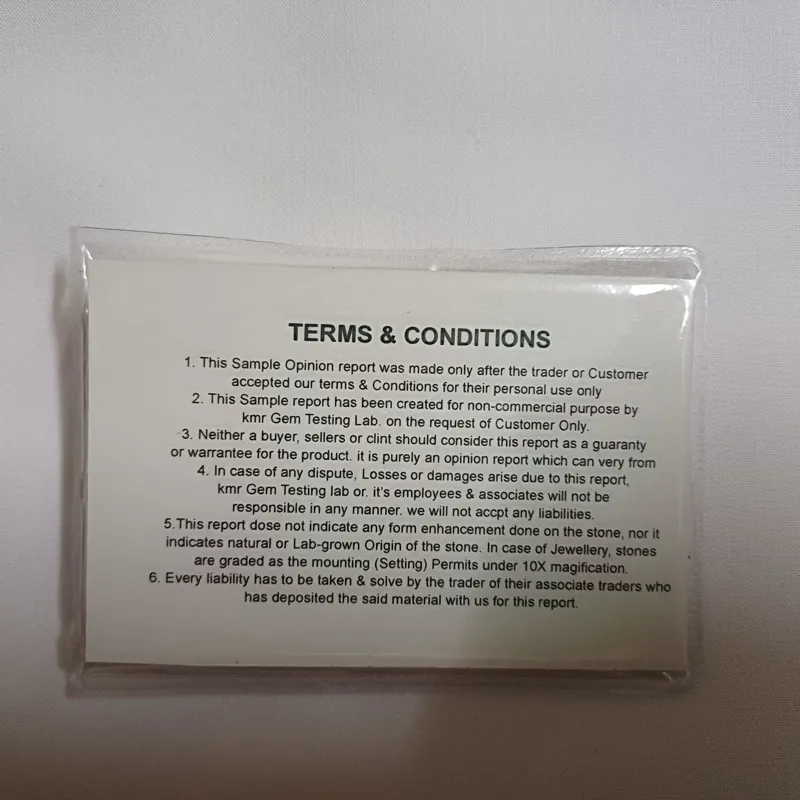 TERMS & CONDITIONS
1. This Sample Opinion report was made only after the trader or Customer
accepted our terms & Conditions for their personal use only
2. This Sample report has been created for non-commercial purpose by
kmr Gem Testing Lab. on the request of Customer Only.
3. Neither a buyer, sellers or clint should consider this report as a guaranty
or warrantee for the product. it is purely an opinion report which can very from
4. In case of any dispute, Losses or damages arise due to this report,
kmr Gem Testing lab or. it's employees & associates will not be
responsible in any manner. we will not accpt any liabilities.
5.This report dose not indicate any form enhancement done on the stone, nor it
indicates natural or Lab-grown Origin of the stone. In case of Jewellery, stones
are graded as the mounting (Setting) Permits under 10X magification.
6. Every liability has to be taken & solve by the trader of their associate traders who
has deposited the said material with us for this report.